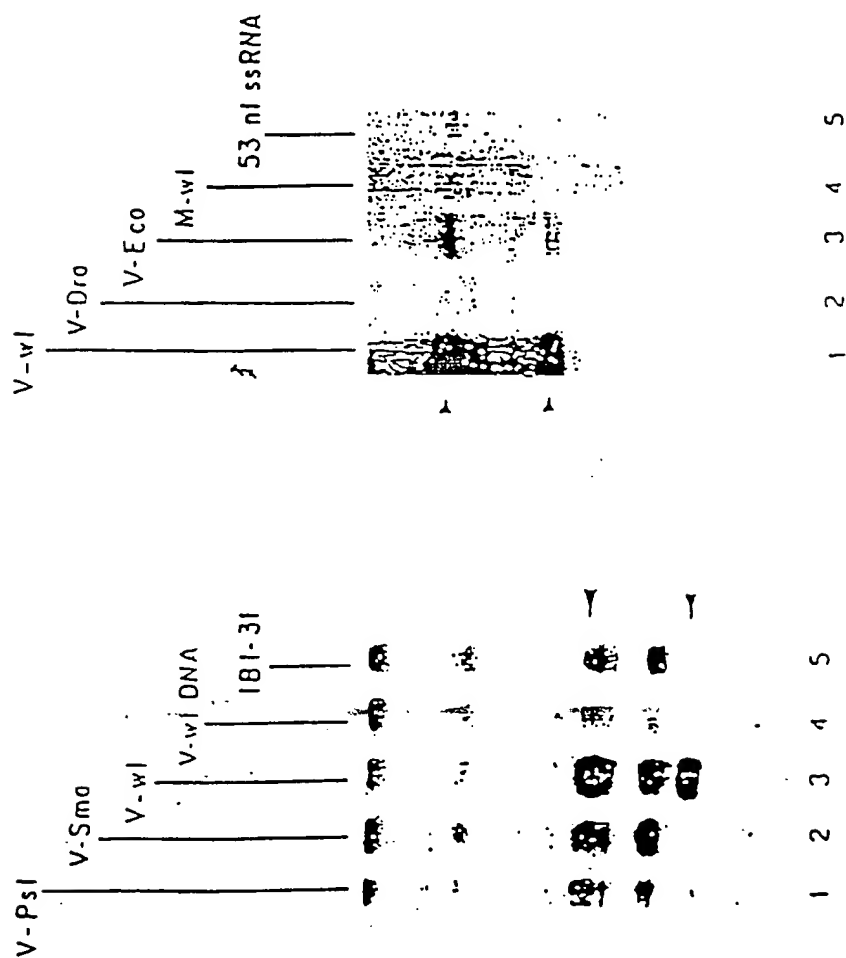 V-wl
V-Dra
V-Eco
M-wl
53 nl ssRNA
1 2 3 4 5
V-Psl
V-Sma
V-wl
V-wl DNA
IBI-31
1 2 3 4 5